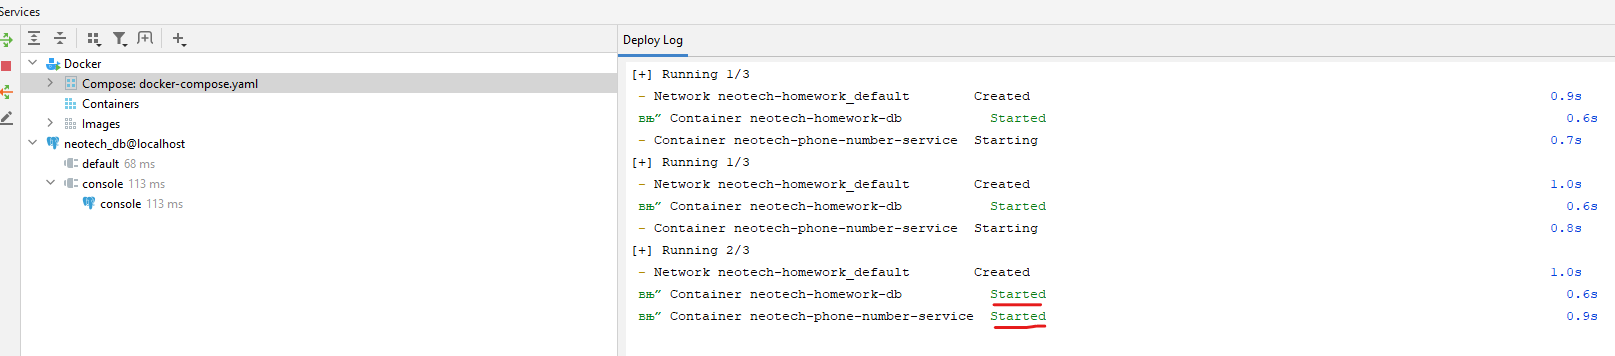 Services
Docker
Compose: docker-compose.yaml
Containers
Images
neotech_db@localhost
default 68 ms
console 113 ms
console 113 ms
Deploy Log
[+] Running 1/3
- Network neotech-homework_default Created 0.9s
вњ” Container neotech-homework-db Started 0.6s
- Container neotech-phone-number-service Starting 0.7s
[+] Running 1/3
- Network neotech-homework_default Created 1.0s
вњ” Container neotech-homework-db Started 0.6s
- Container neotech-phone-number-service Starting 0.8s
[+] Running 2/3
- Network neotech-homework_default Created 1.0s
вњ” Container neotech-homework-db Started 0.6s
вњ” Container neotech-phone-number-service Started 0.9s